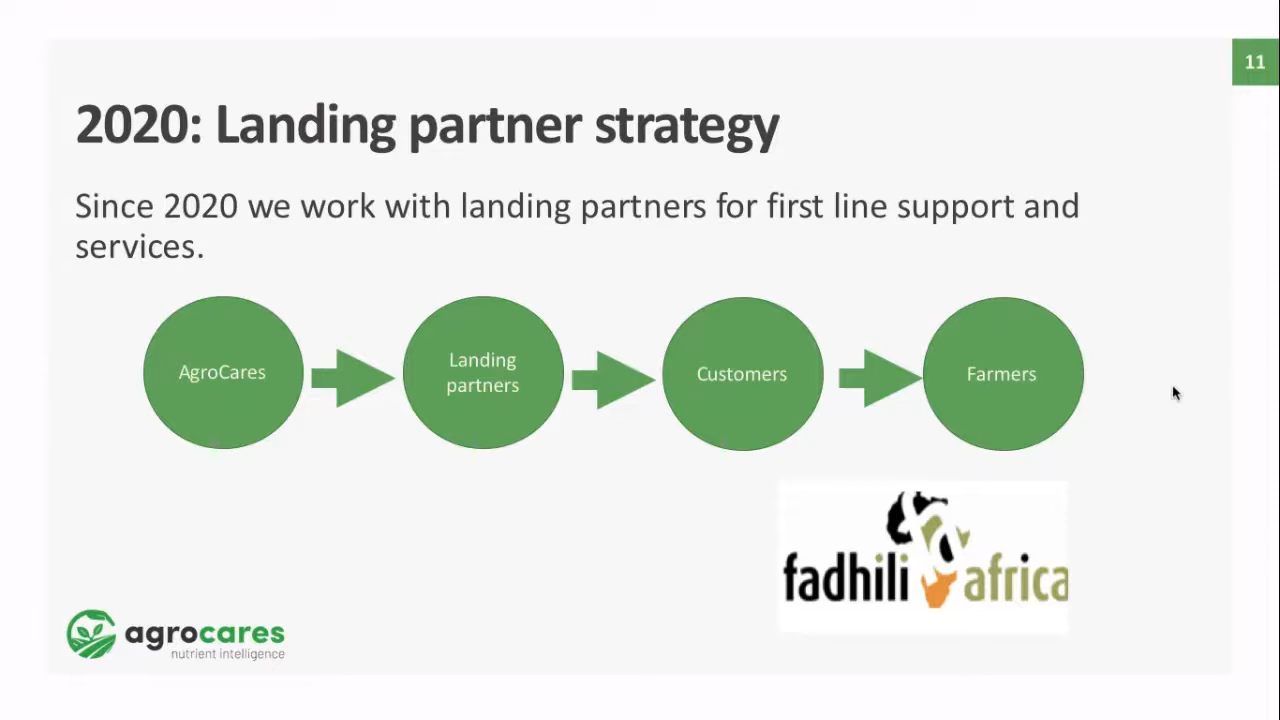 11
2020: Landing partner strategy
Since 2020 we work with landing partners for first line support and
services.
AgroCares
Landing
partners
Customers
Farmers
fadhili africa
agrocares
nutrient intelligence